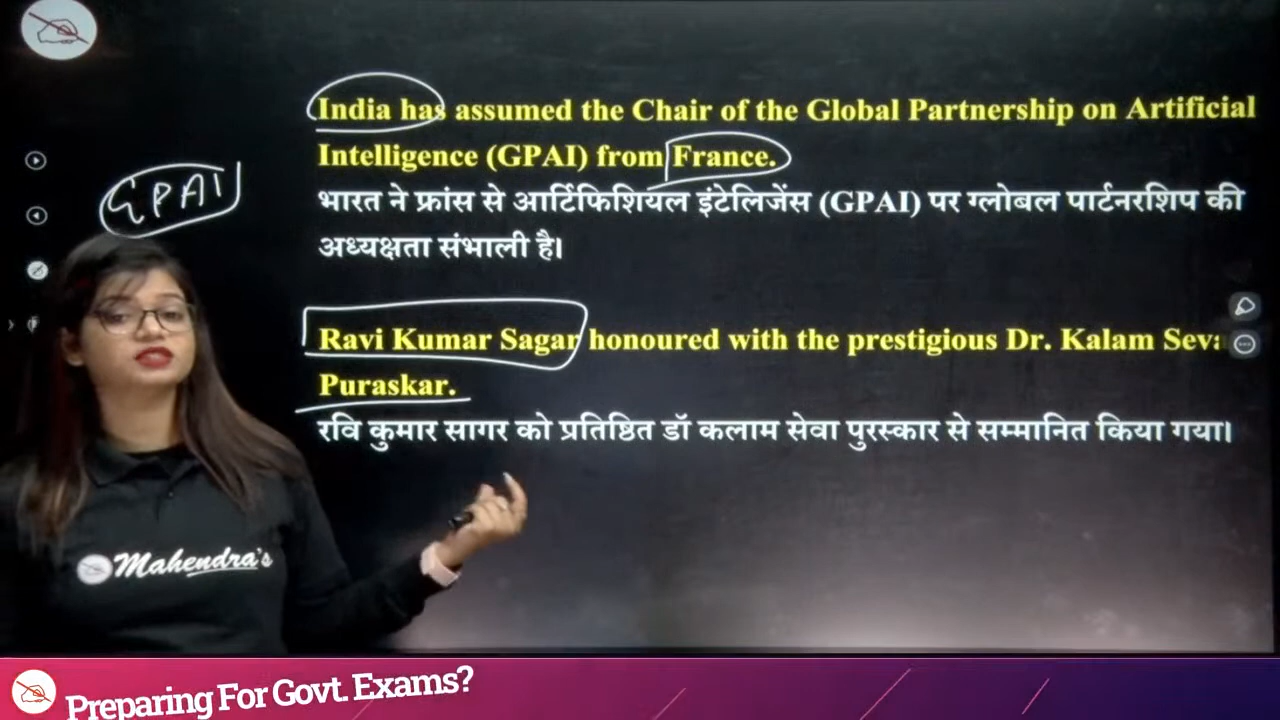 India has assumed the Chair of the Global Partnership on Artificial
Intelligence (GPAI) from France.
भारत ने फ्रांस से आर्टिफिशियल इंटेलिजेंस (GPAI) पर ग्लोबल पार्टनरशिप की
अध्यक्षता संभाली है।
GPAI
Ravi Kumar Sagar honoured with the prestigious Dr. Kalam Seva
Puraskar.
रवि कुमार सागर को प्रतिष्ठित डॉ कलाम सेवा पुरस्कार से सम्मानित किया गया।
Mahendra's
Preparing For Govt. Exams?